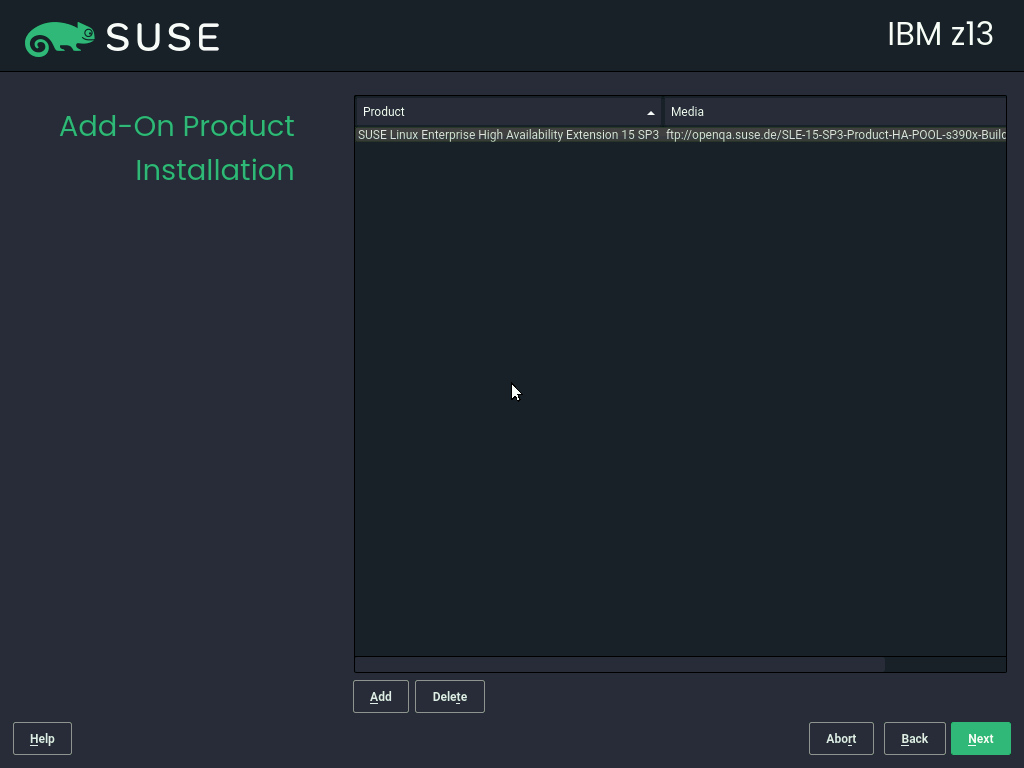 SUSE
IBM z13
Add-On Product
Installation
Product Media
SUSE Linux Enterprise High Availability Extension 15 SP3 ftp://openqa.suse.de/SLE-15-SP3-Product-HA-POOL-s390x-Build
Add Delete
Help Abort Back Next